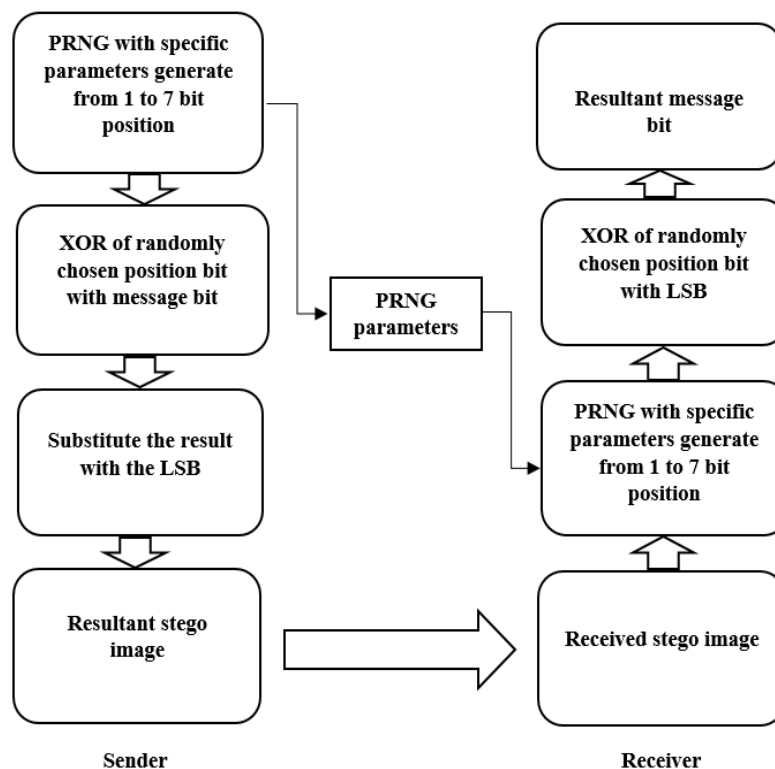 PRNG with specific
parameters generate
from 1 to 7 bit
position
XOR of randomly
chosen position bit
with message bit
Substitute the result
with the LSB
Resultant stego
image
Sender
PRNG
parameters
Resultant message
bit
XOR of randomly
chosen position bit
with LSB
PRNG with specific
parameters generate
from 1 to 7 bit
position
Received stego image
Receiver